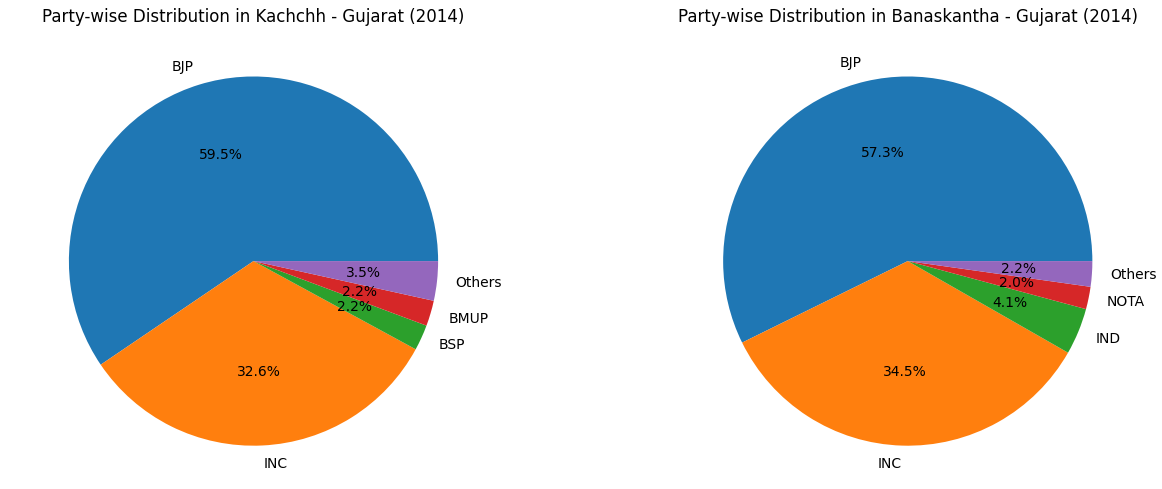 Party-wise Distribution in Kachchh - Gujarat (2014)
BJP
59.5%
3.5%
Others
2.2%
BMUP
2.2%
BSP
32.6%
INC
Party-wise Distribution in Banaskantha - Gujarat (2014)
BJP
57.3%
2.2%
Others
2.0%
NOTA
4.1%
IND
34.5%
INC